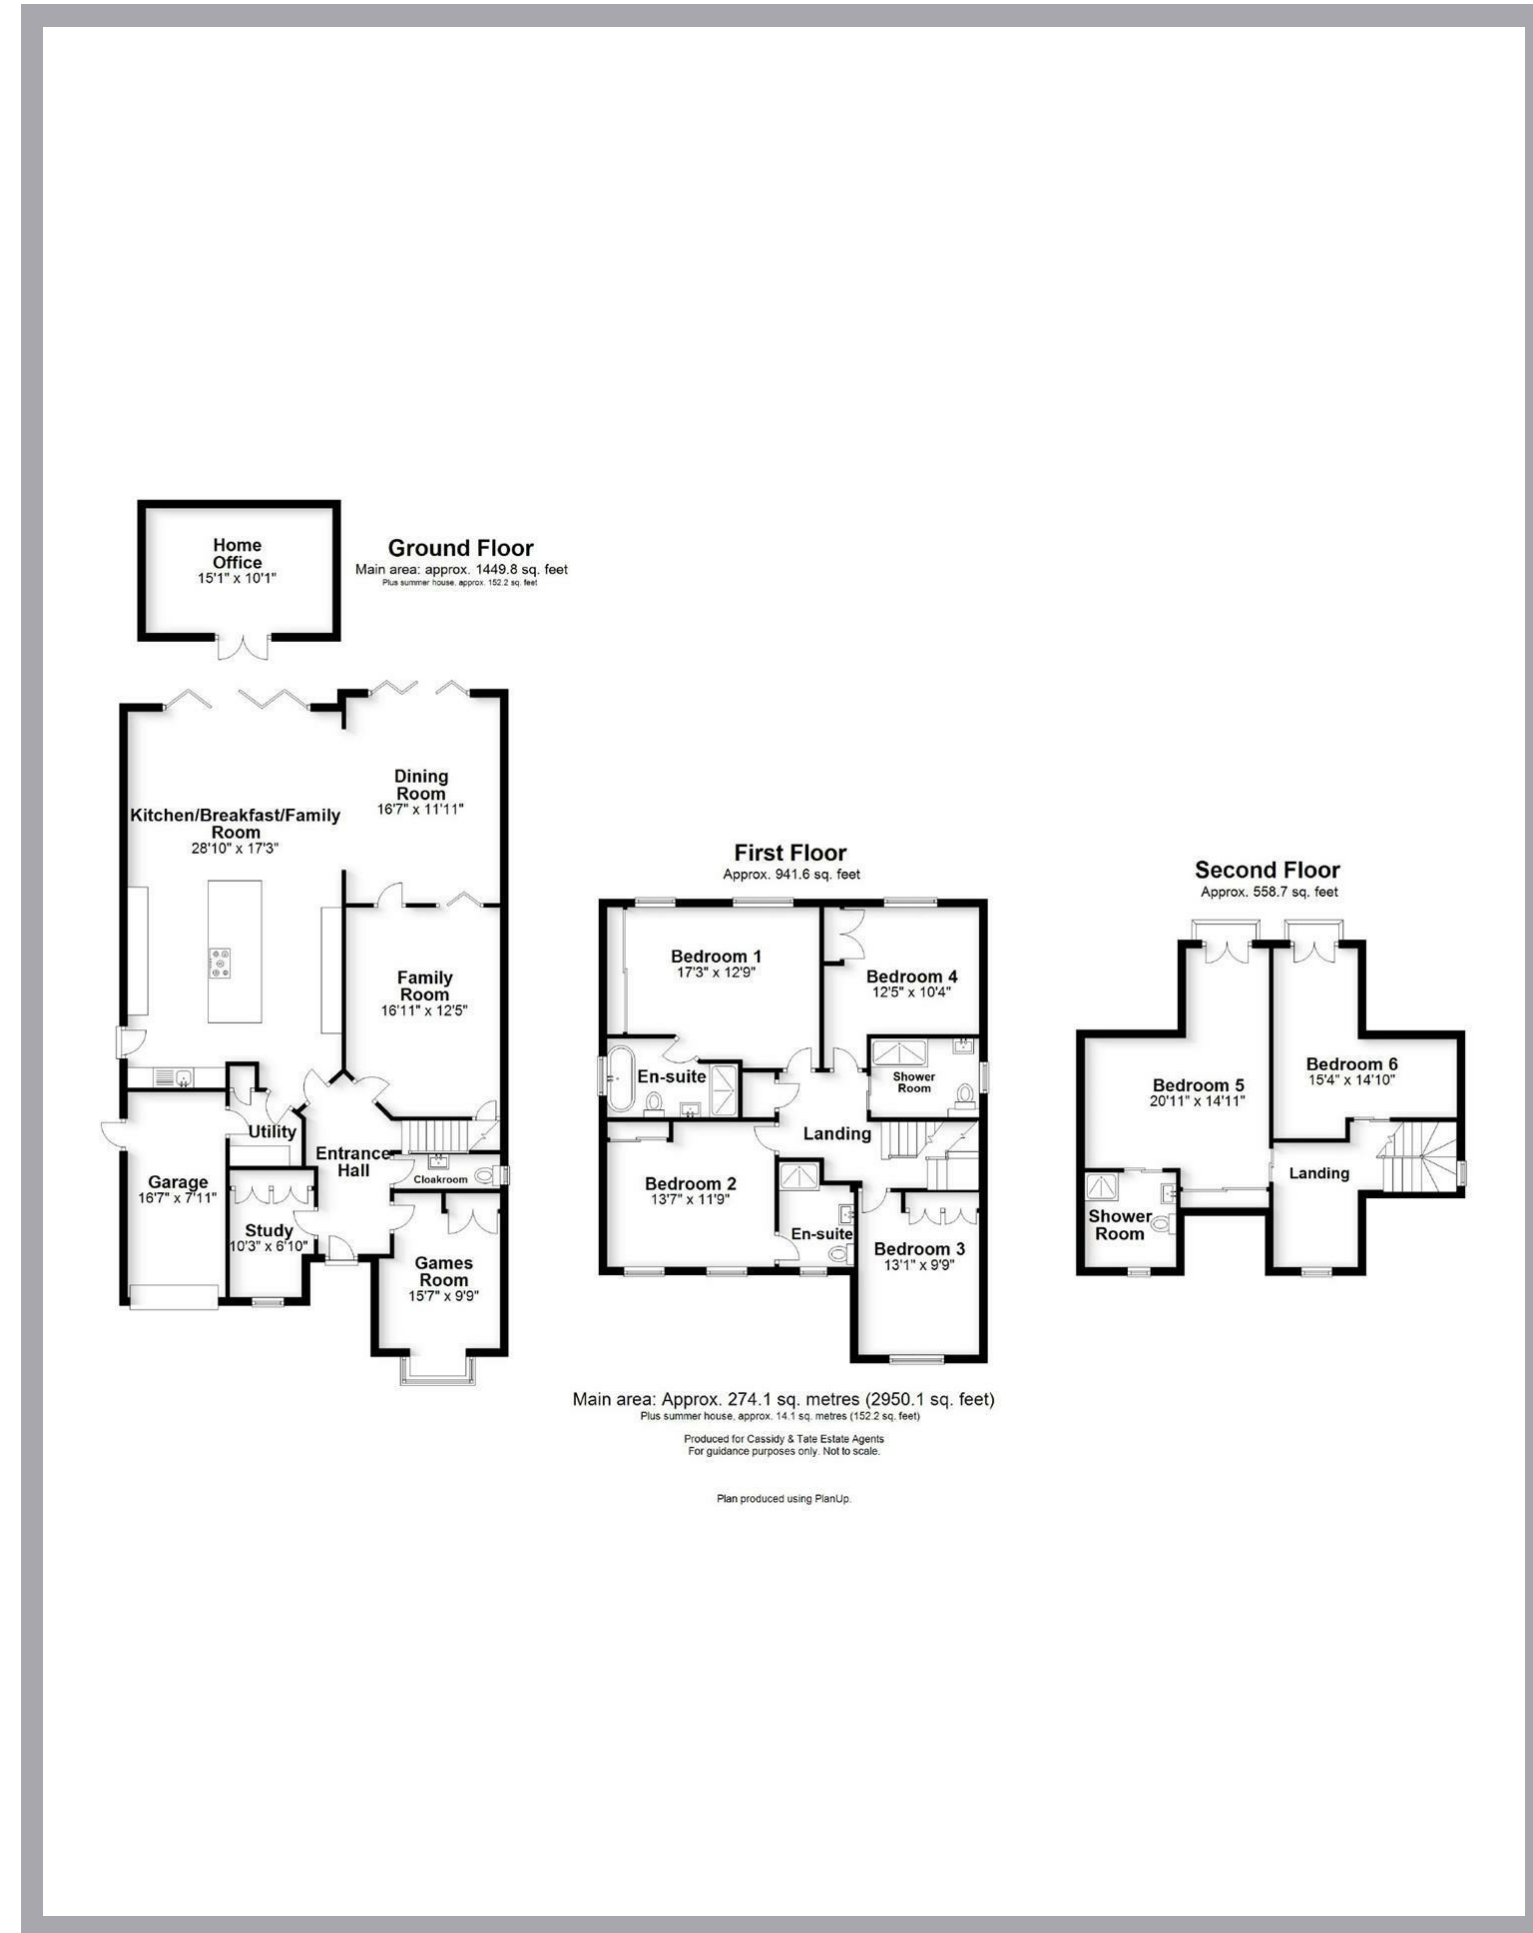 Home
Office
15'1" x 10'1"
Ground Floor
Main area: approx. 1449.8 sq. feet
Plus summer house, approx. 152.2 sq. feet
Dining
Room
16'7" x 11'11"
Kitchen/Breakfast/Family
Room
28'10" x 17'3"
Family
Room
16'11" x 12'5"
Utility
Entrance
Hall
Cloakroom
Garage
16'7" x 7'11"
Study
10'3" x 6'10"
Games
Room
15'7" x 9'9"
First Floor
Approx. 941.6 sq. feet
Bedroom 1
17'3" x 12'9"
Bedroom 4
12'5" x 10'4"
En-suite
Shower
Room
Landing
Bedroom 2
13'7" x 11'9"
En-suite
Bedroom 3
13'1" x 9'9"
Second Floor
Approx. 558.7 sq. feet
Bedroom 6
15'4" x 14'10"
Bedroom 5
20'11" x 14'11"
Landing
Shower
Room
Main area: Approx. 274.1 sq. metres (2950.1 sq. feet)
Plus summer house, approx. 14.1 sq. metres (152.2 sq. feet)
Produced for Cassidy & Tate Estate Agents
For guidance purposes only. Not to scale.
Plan produced using PlanUp.